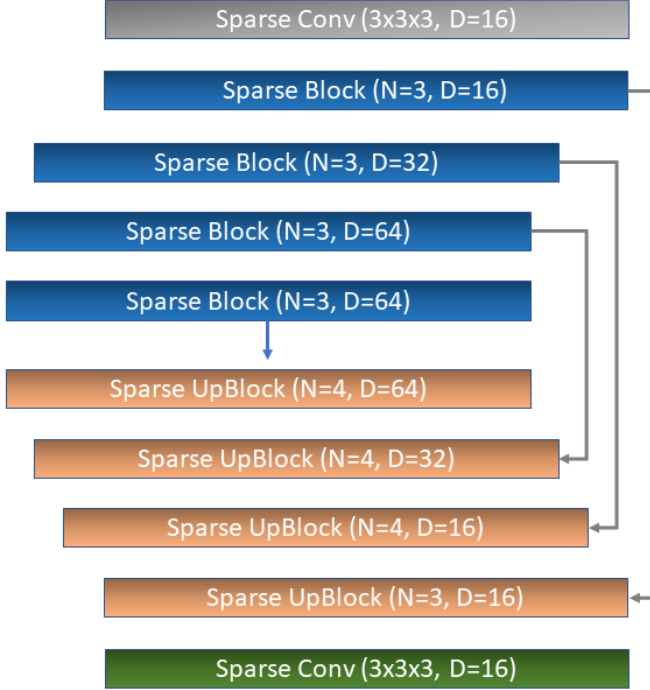 Sparse Conv (3x3x3, D=16)
Sparse Block (N=3, D=16)
Sparse Block (N=3, D=32)
Sparse Block (N=3, D=64)
Sparse Block (N=3, D=64)
Sparse UpBlock (N=4, D=64)
Sparse UpBlock (N=4, D=32)
Sparse UpBlock (N=4, D=16)
Sparse UpBlock (N=3, D=16)
Sparse Conv (3x3x3, D=16)